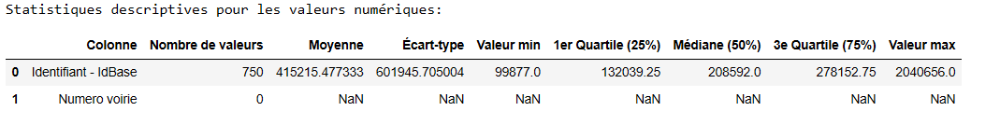 Statistiques descriptives pour les valeurs numériques:
Colonne Nombre de valeurs Moyenne Écart-type Valeur min 1er Quartile (25%) Médiane (50%) 3e Quartile (75%) Valeur max
0 Identifiant - IdBase 750 415215.477333 601945.705004 99877.0 132039.25 208592.0 278152.75 2040656.0
1 Numero voirie 0 NaN NaN NaN NaN NaN NaN NaN